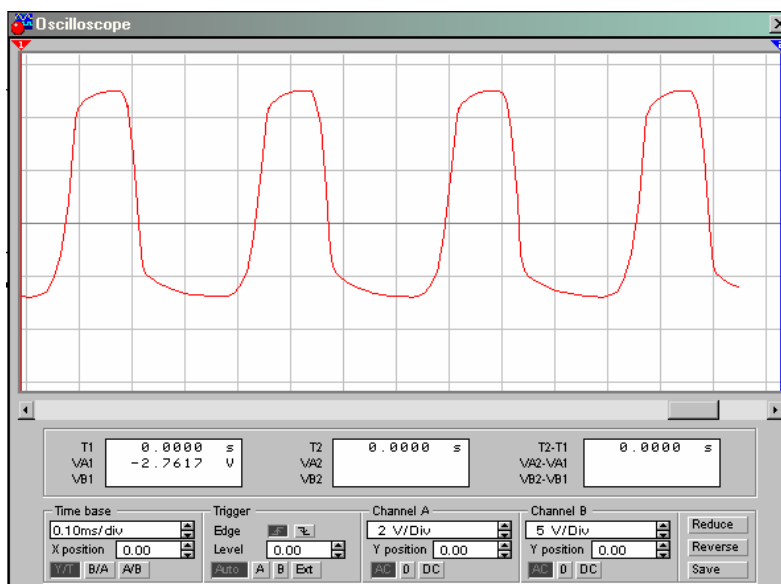 Oscilloscope
1
T1 0.0000 s
VA1 -2.7617 V
VB1
T2 0.0000 s
VA2
VB2
T2-T1 0.0000 s
VA2-VA1
VB2-VB1
Time base
0.10ms/div
X position 0.00
Y/T B/A A/B
Trigger
Edge
Level 0.00
Auto A B Ext
Channel A
2 V/Div
Y position 0.00
AC 0 DC
Channel B
5 V/Div
Y position 0.00
AC 0 DC
Reduce
Reverse
Save